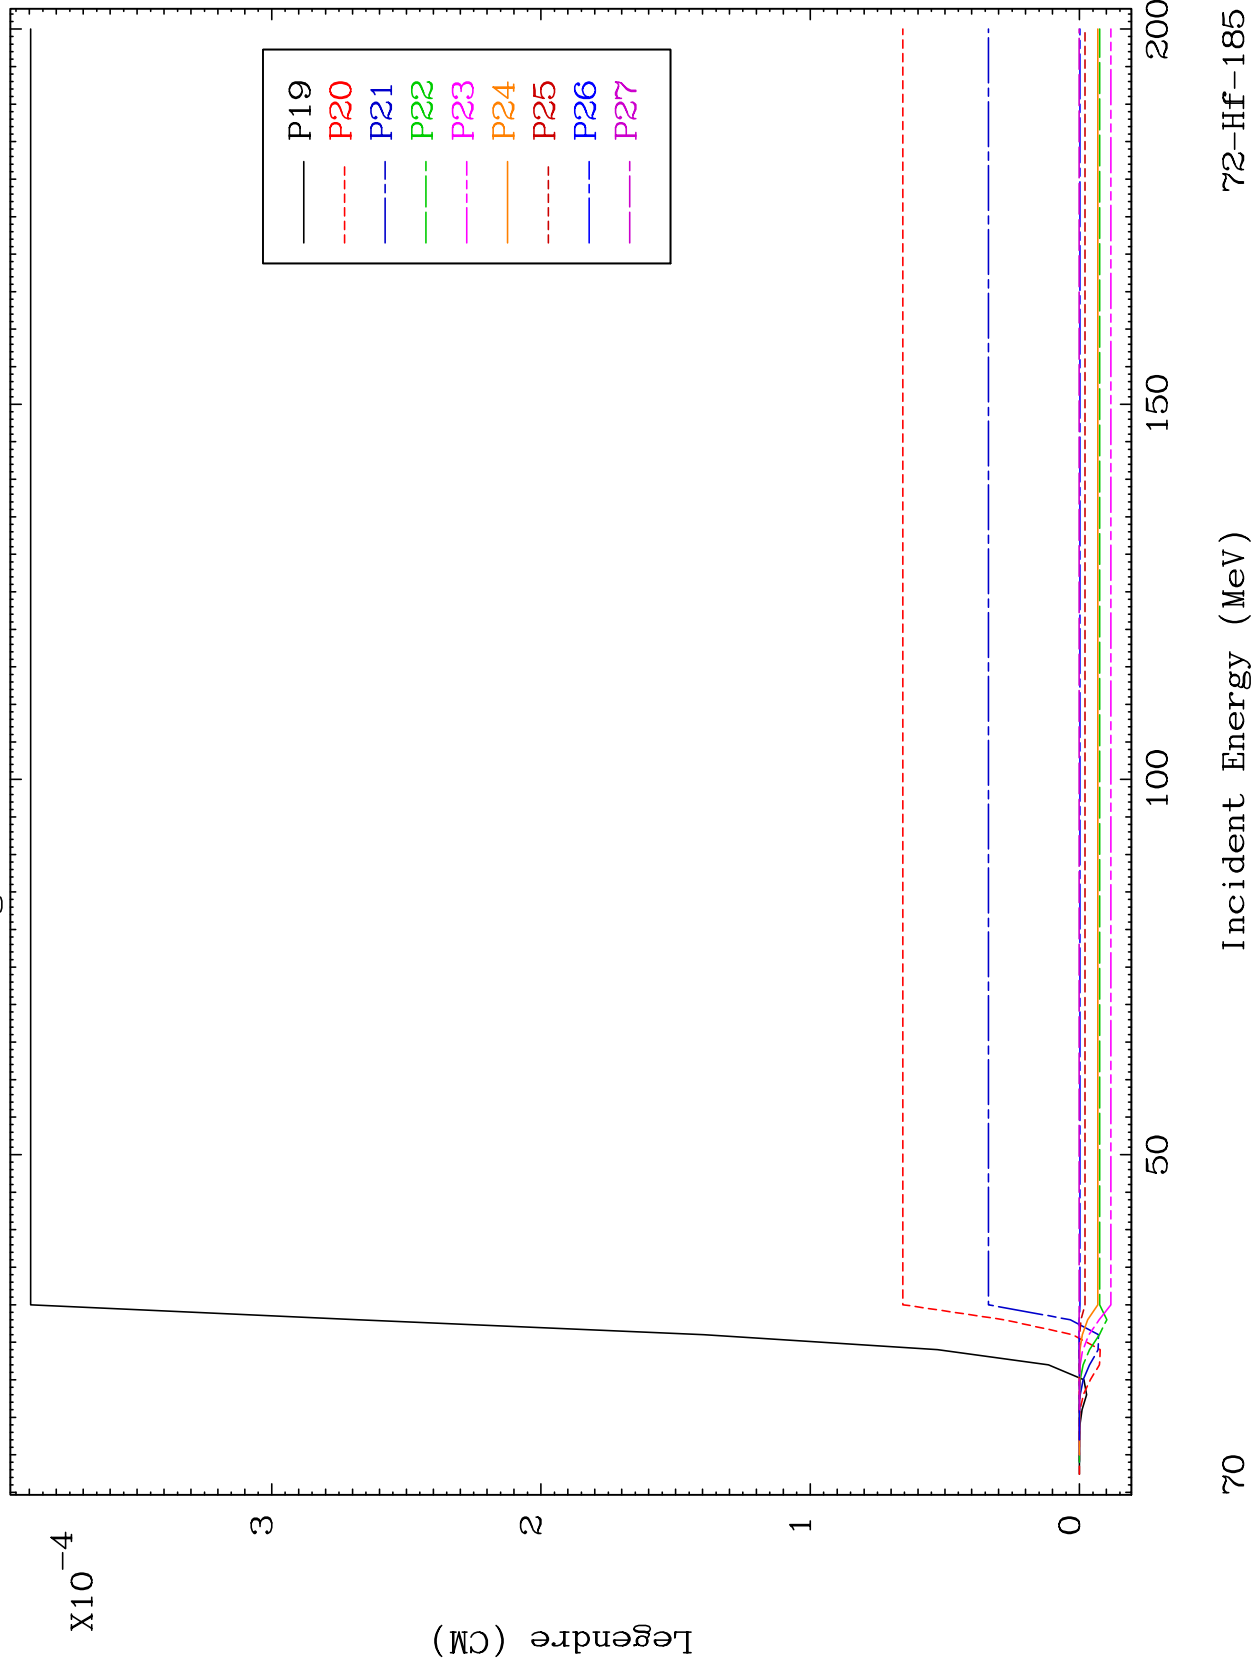 X10^-4
3
2
1
0
Legendre (CM)
P19
P20
P21
P22
P23
P24
P25
P26
P27
50
100
150
200
Incident Energy (MeV)
70
72-Hf-185